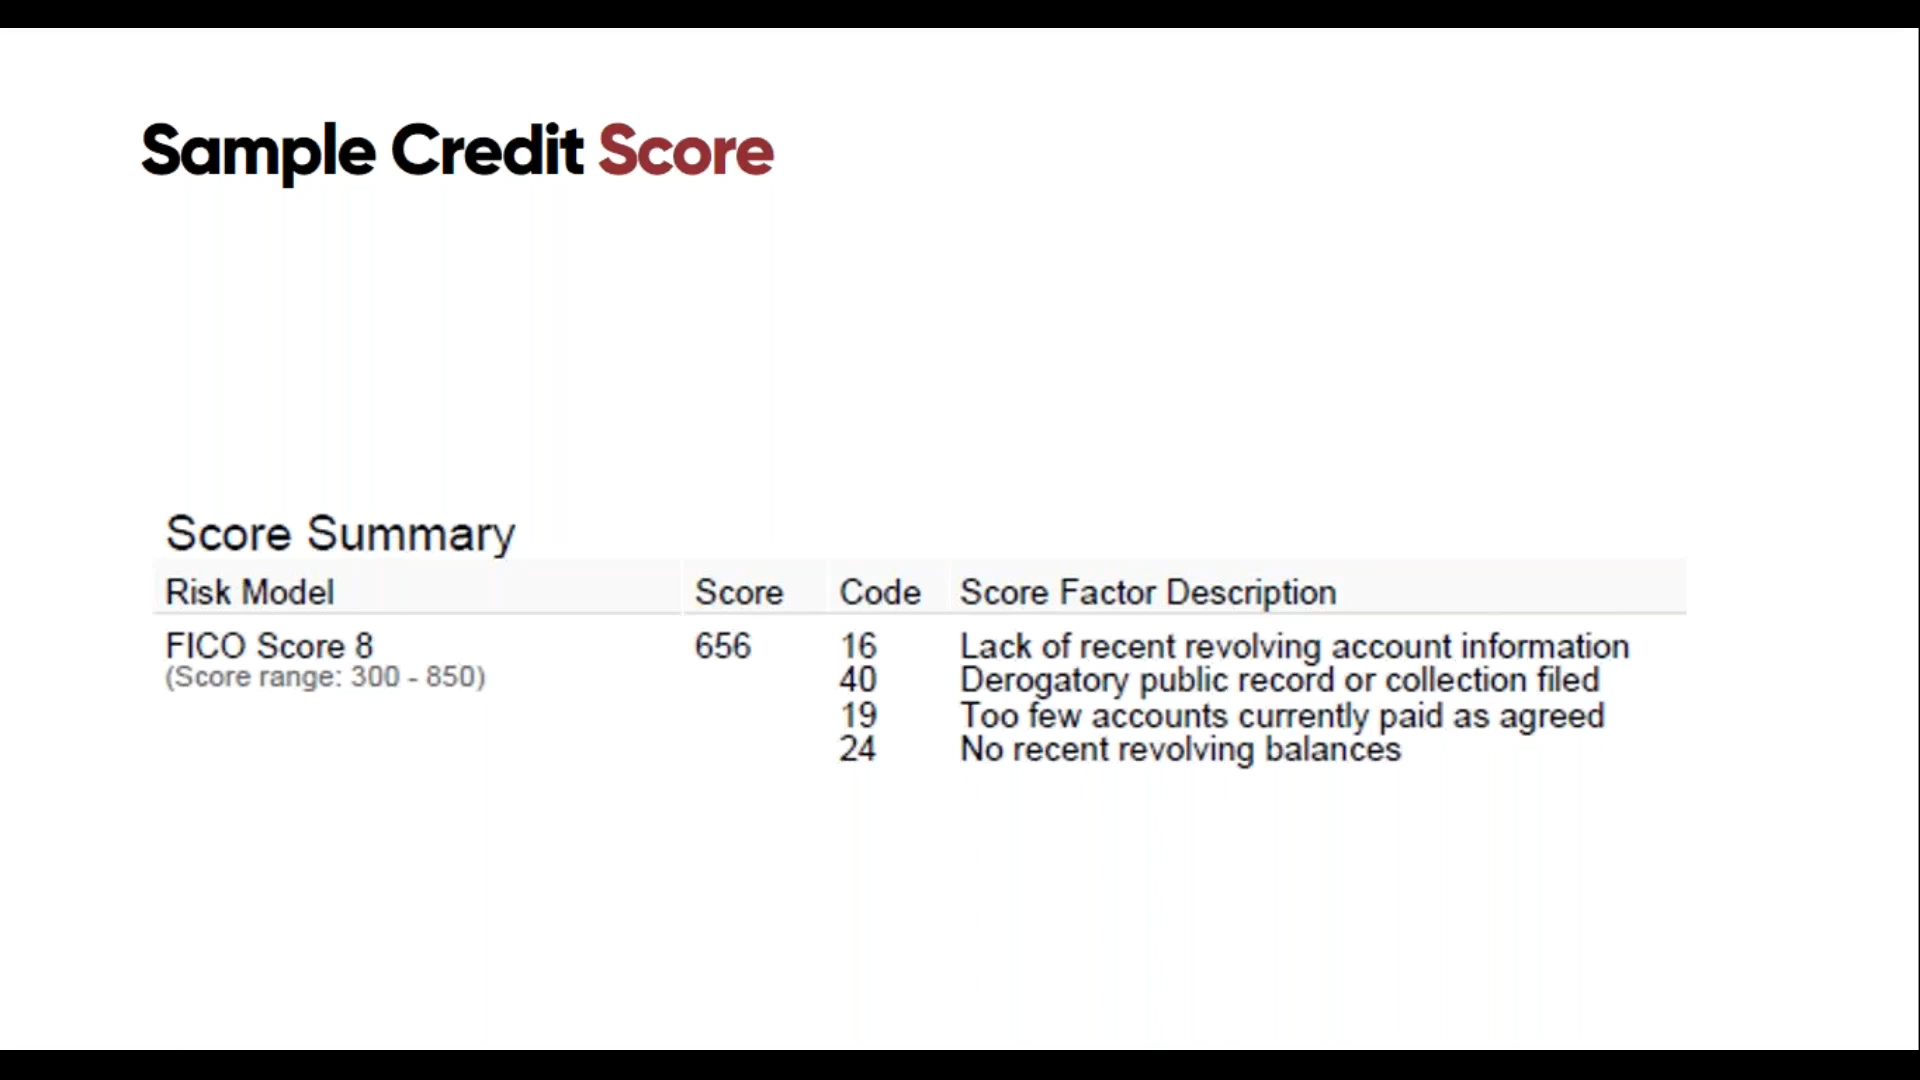 Sample Credit Score
Score Summary
Risk Model Score Code Score Factor Description
FICO Score 8 656 16 Lack of recent revolving account information
(Score range: 300 - 850) 40 Derogatory public record or collection filed
19 Too few accounts currently paid as agreed
24 No recent revolving balances